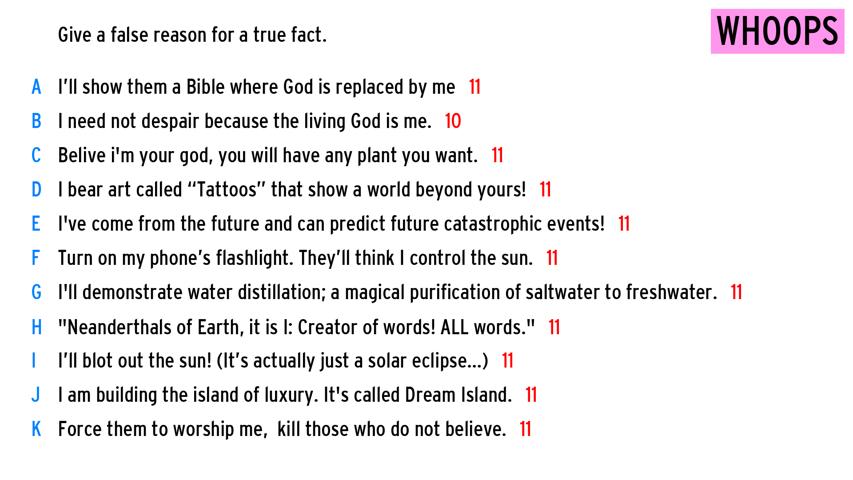 WHOOPS
Give a false reason for a true fact.
A I’ll show them a Bible where God is replaced by me 11
B I need not despair because the living God is me. 10
C Belive i'm your god, you will have any plant you want. 11
D I bear art called “Tattoos” that show a world beyond yours! 11
E I've come from the future and can predict future catastrophic events! 11
F Turn on my phone’s flashlight. They’ll think I control the sun. 11
G I'll demonstrate water distillation; a magical purification of saltwater to freshwater. 11
H "Neanderthals of Earth, it is I: Creator of words! ALL words." 11
I I’ll blot out the sun! (It’s actually just a solar eclipse...) 11
J I am building the island of luxury. It's called Dream Island. 11
K Force them to worship me,  kill those who do not believe. 11